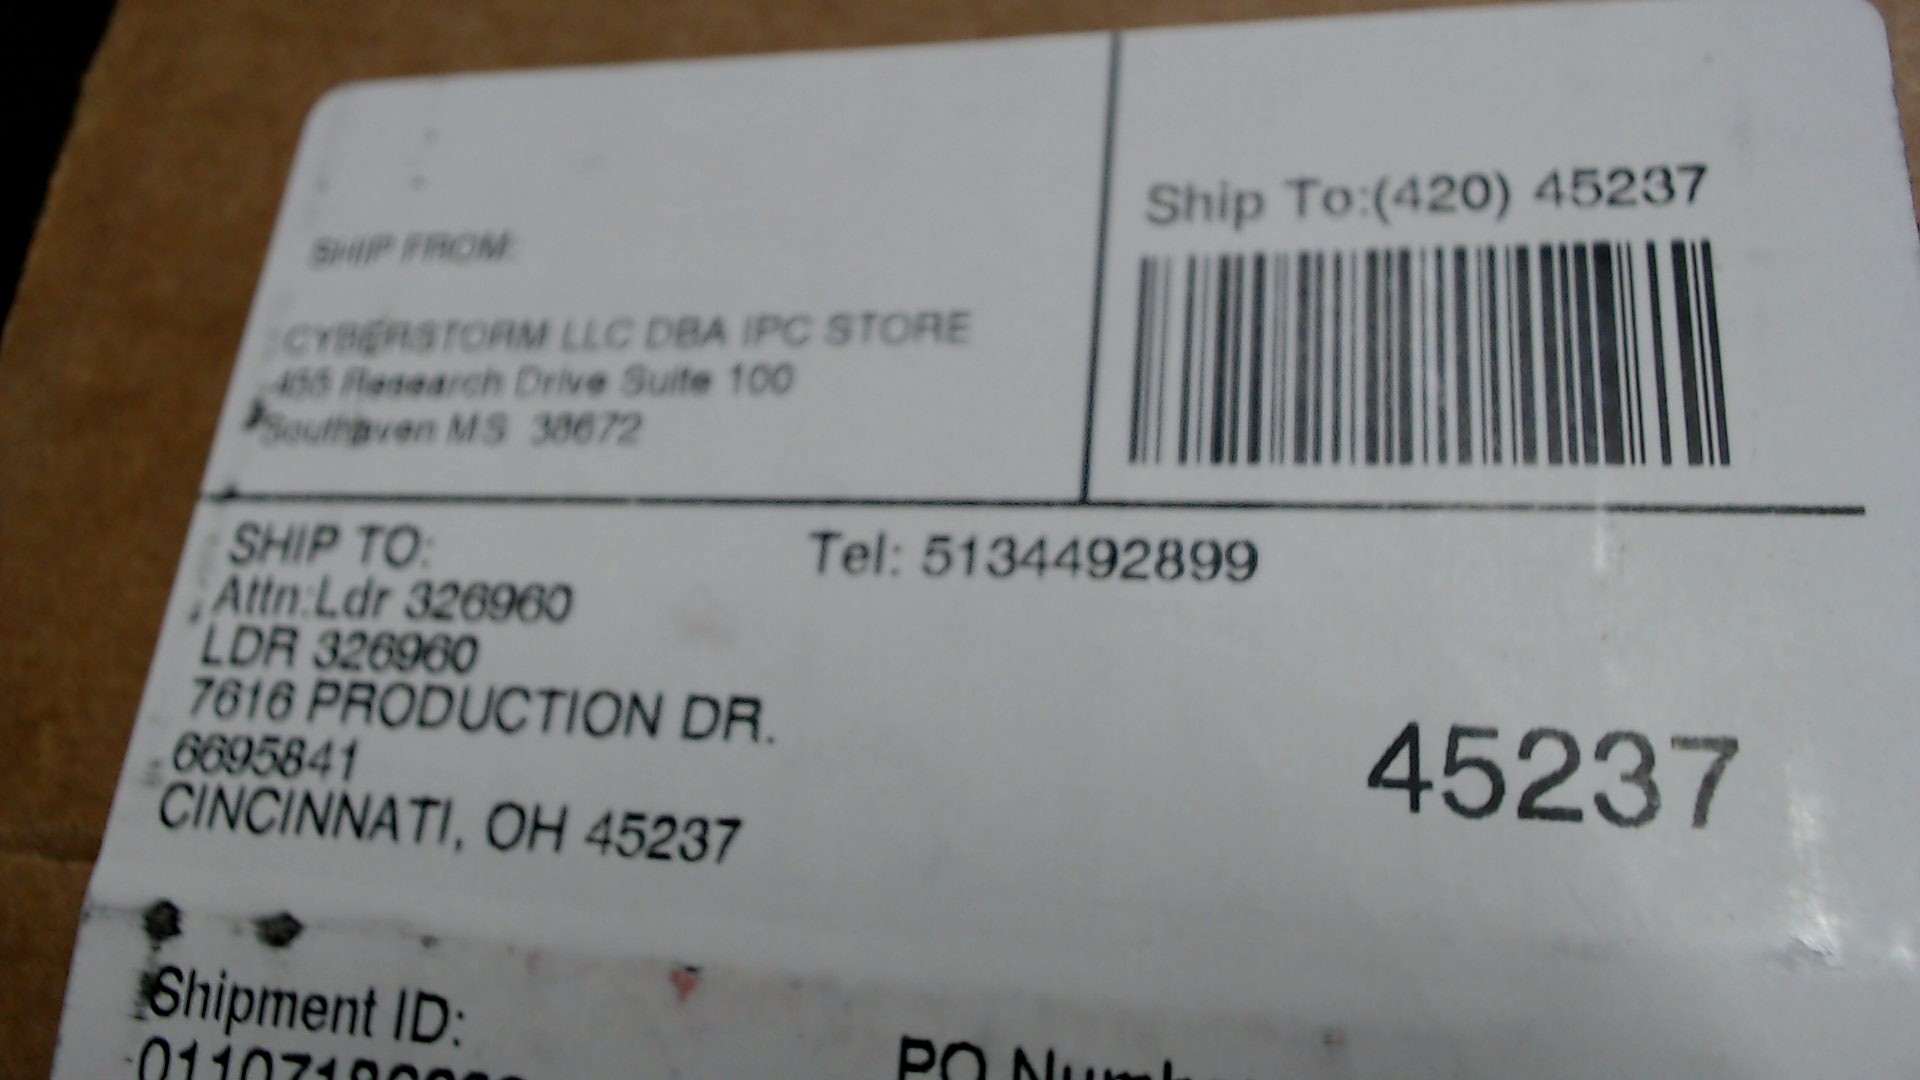 SHIP FROM:
CYBERSTORM LLC DBA IPC STORE
455 Research Drive Suite 100
Southaven MS 38672
Ship To:(420) 45237
SHIP TO:
Tel: 5134492899
Attn:Ldr 326960
LDR 326960
7616 PRODUCTION DR.
6695841
CINCINNATI, OH 45237
45237
Shipment ID:
PO